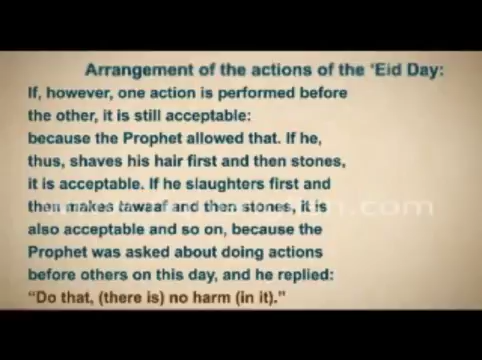 Arrangement of the actions of the ‘Eid Day:
If, however, one action is performed before
the other, it is still acceptable:
because the Prophet allowed that. If he,
thus, shaves his hair first and then stones,
it is acceptable. If he slaughters first and
then makes tawaaf and then stones, it is
also acceptable and so on, because the
Prophet was asked about doing actions
before others on this day, and he replied:
“Do that, (there is) no harm (in it).”